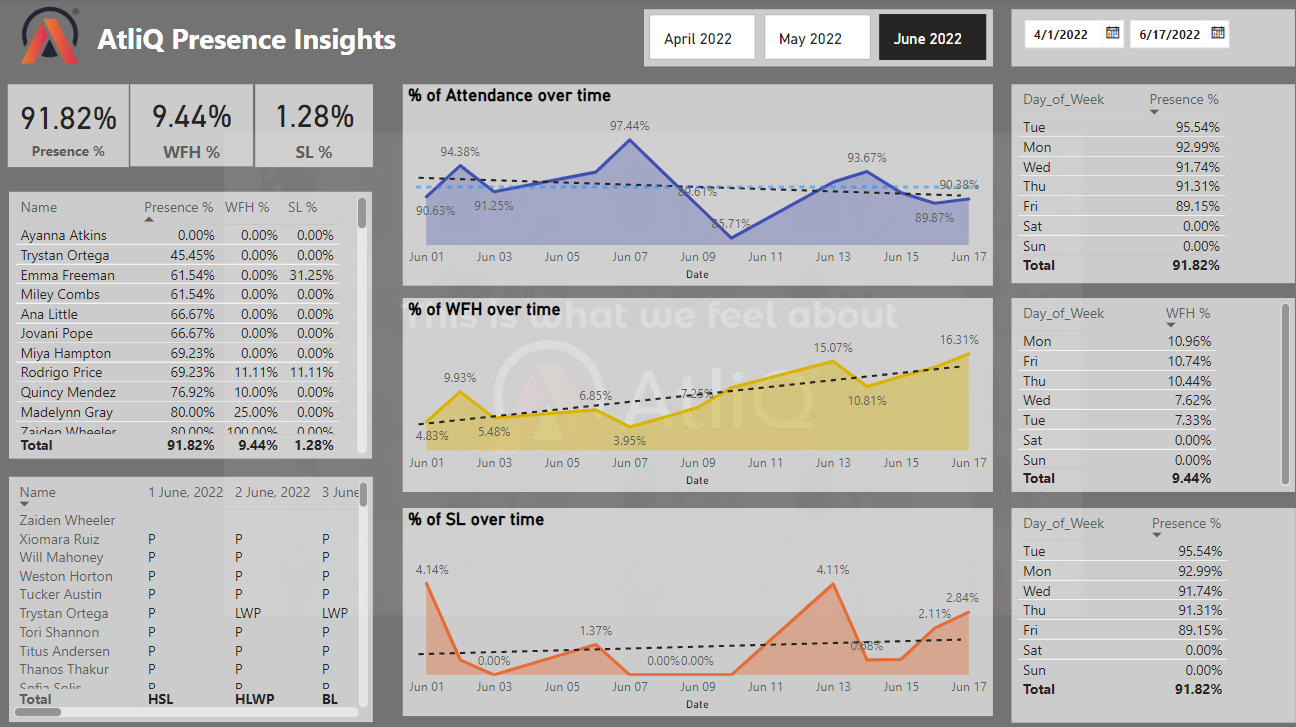 AtliQ Presence Insights
April 2022 May 2022 June 2022
4/1/2022 6/17/2022
91.82% 9.44% 1.28%
Presence % WFH % SL %
Name Presence % WFH % SL %
Ayanna Atkins 0.00% 0.00% 0.00%
Trystan Ortega 45.45% 0.00% 0.00%
Emma Freeman 61.54% 0.00% 31.25%
Miley Combs 61.54% 0.00% 0.00%
Ana Little 66.67% 0.00% 0.00%
Jovani Pope 66.67% 0.00% 0.00%
Miya Hampton 69.23% 0.00% 0.00%
Rodrigo Price 69.23% 11.11% 11.11%
Quincy Mendez 76.92% 10.00% 0.00%
Madelynn Gray 80.00% 25.00% 0.00%
Zaiden Wheeler 80.00% 100.00% 0.00%
Total 91.82% 9.44% 1.28%
Name 1 June, 2022 2 June, 2022 3 June
Zaiden Wheeler
Xiomara Ruiz P P P
Will Mahoney P P P
Weston Horton P P P
Tucker Austin P P P
Trystan Ortega P LWP LWP
Tori Shannon P P P
Titus Andersen P P P
Thanos Thakur P P P
Sofia Solis P P P
Total HSL HLWP BL
% of Attendance over time
97.44%
94.38% 93.67%
90.63% 91.25% 89.61% 85.71% 89.87% 90.38%
Jun 01 Jun 03 Jun 05 Jun 07 Jun 09 Jun 11 Jun 13 Jun 15 Jun 17
Date
% of WFH over time
This is what we feel about
AtliQ
16.31%
15.07%
9.93% 6.85% 7.25% 10.81%
4.83% 5.48% 3.95%
Jun 01 Jun 03 Jun 05 Jun 07 Jun 09 Jun 11 Jun 13 Jun 15 Jun 17
Date
% of SL over time
4.14% 4.11%
2.84%
1.37% 2.11%
0.00% 0.00% 0.00% 0.68%
Jun 01 Jun 03 Jun 05 Jun 07 Jun 09 Jun 11 Jun 13 Jun 15 Jun 17
Date
Day_of_Week Presence %
Tue 95.54%
Mon 92.99%
Wed 91.74%
Thu 91.31%
Fri 89.15%
Sat 0.00%
Sun 0.00%
Total 91.82%
Day_of_Week WFH %
Mon 10.96%
Fri 10.74%
Thu 10.44%
Wed 7.62%
Tue 7.33%
Sat 0.00%
Sun 0.00%
Total 9.44%
Day_of_Week Presence %
Tue 95.54%
Mon 92.99%
Wed 91.74%
Thu 91.31%
Fri 89.15%
Sat 0.00%
Sun 0.00%
Total 91.82%